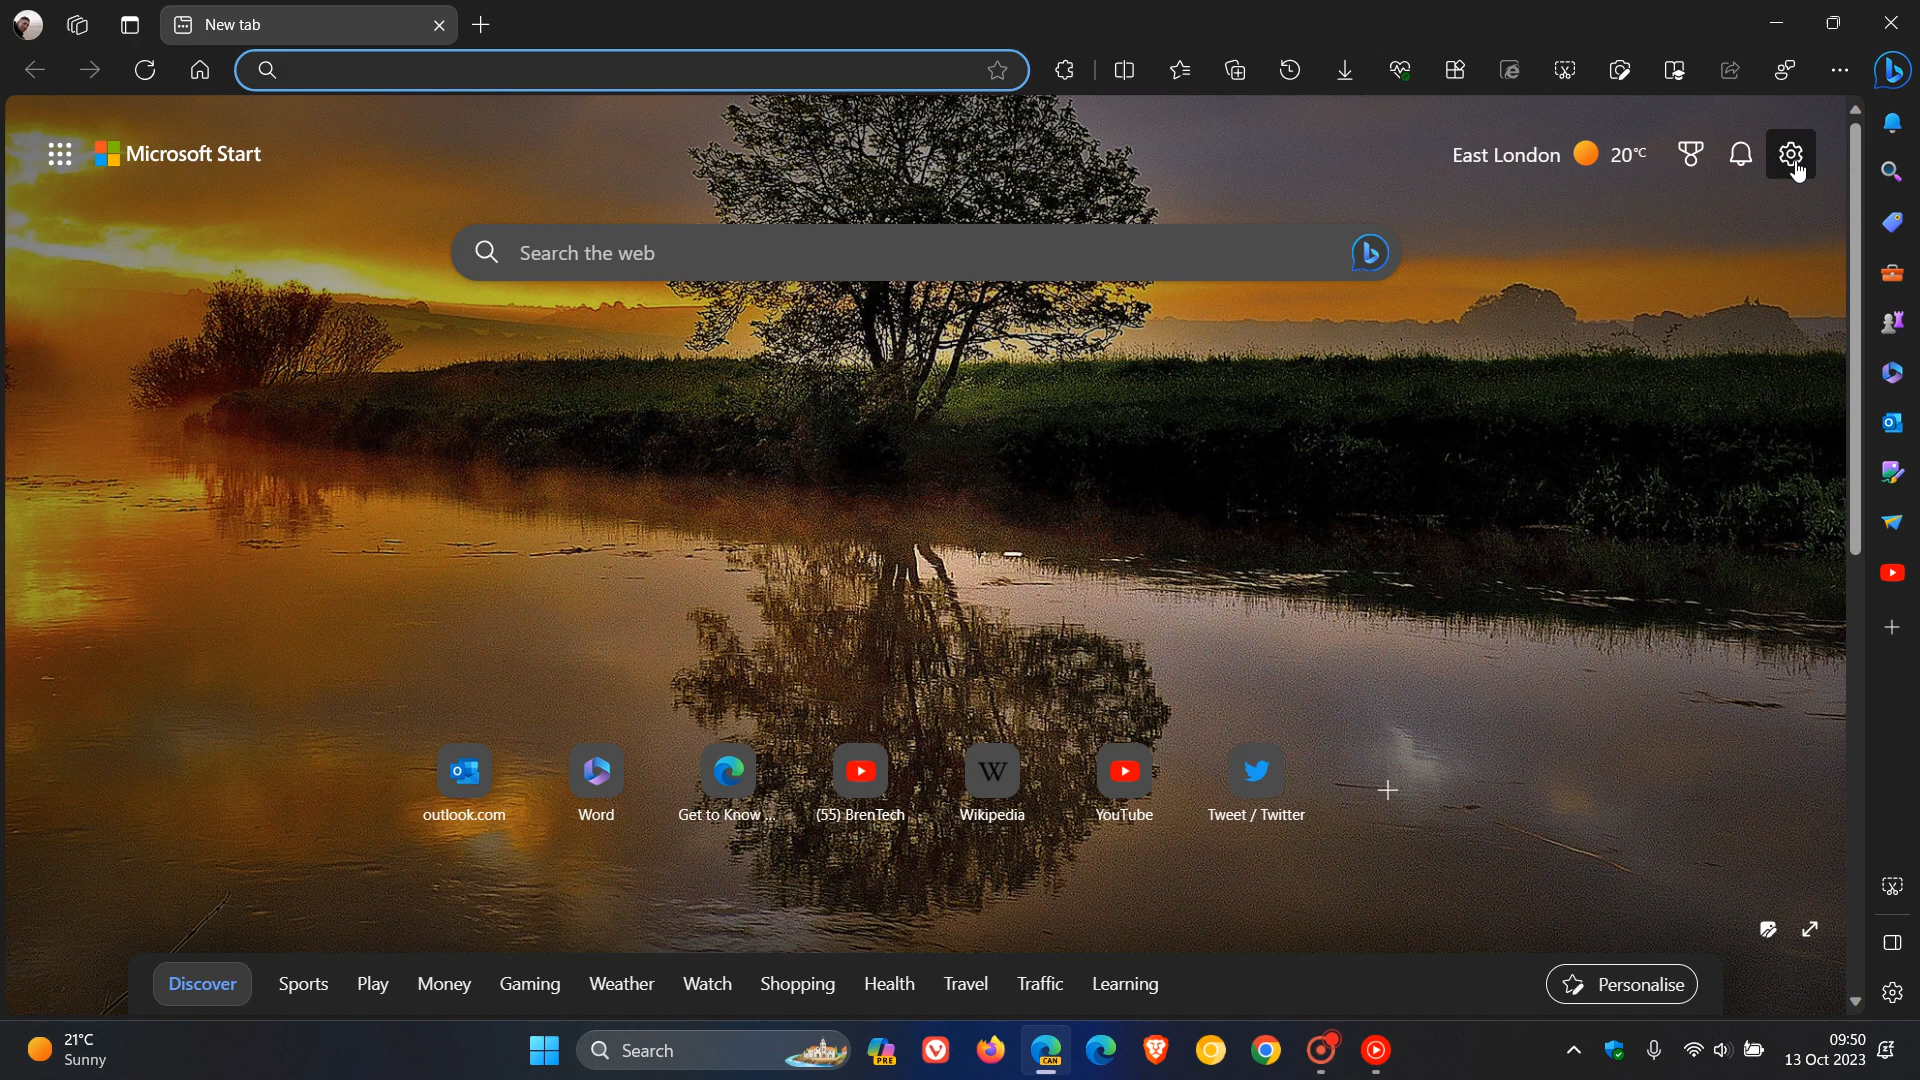 New tab
Microsoft Start
East London 20°C
Search the web
outlook.com
Word
Get to Know ...
(55) BrenTech
Wikipedia
YouTube
Tweet / Twitter
Discover Sports Play Money Gaming Weather Watch Shopping Health Travel Traffic Learning Personalise
21°C
Sunny
Search
PRE
CAN
09:50
13 Oct 2023